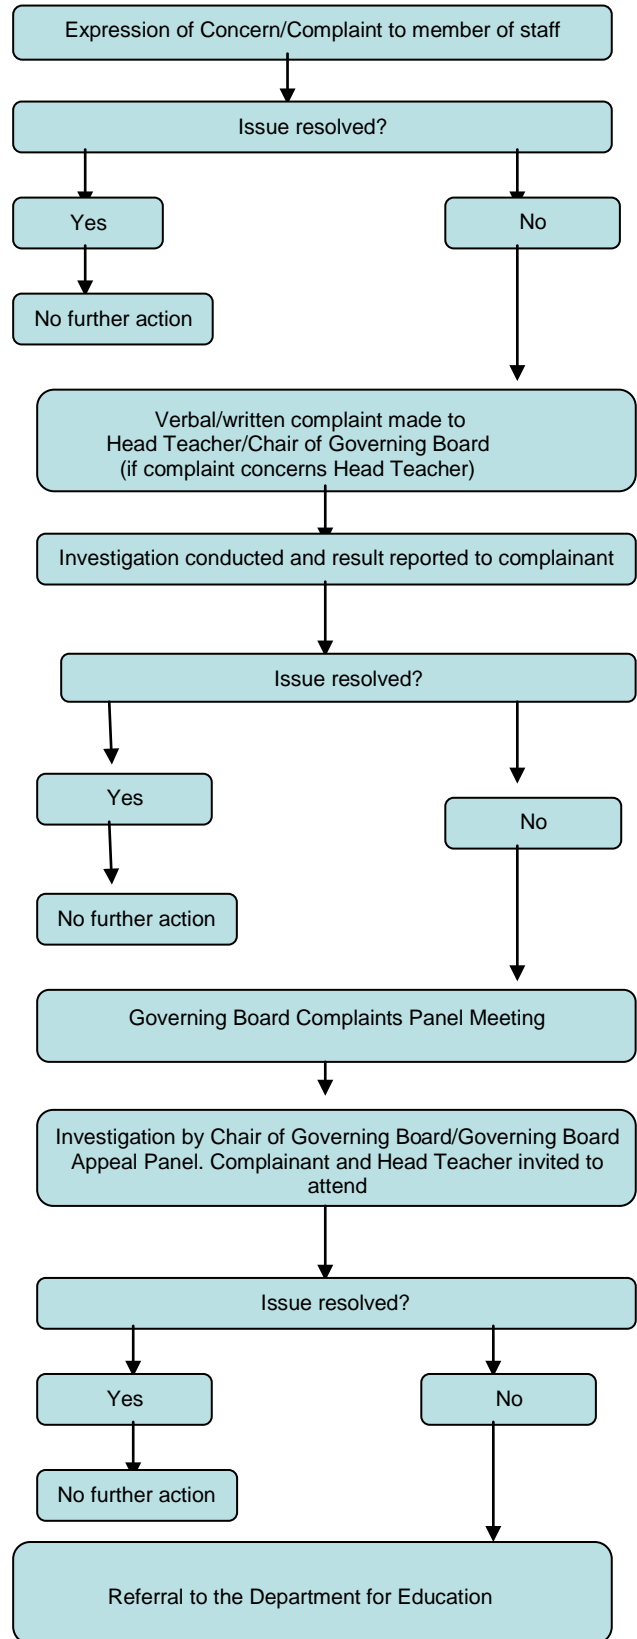 Expression of Concern/Complaint to member of staff
Issue resolved?
Yes
No
No further action
Verbal/written complaint made to
Head Teacher/Chair of Governing Board
(if complaint concerns Head Teacher)
Investigation conducted and result reported to complainant
Issue resolved?
Yes
No
No further action
Governing Board Complaints Panel Meeting
Investigation by Chair of Governing Board/Governing Board
Appeal Panel. Complainant and Head Teacher invited to
attend
Issue resolved?
Yes
No
No further action
Referral to the Department for Education